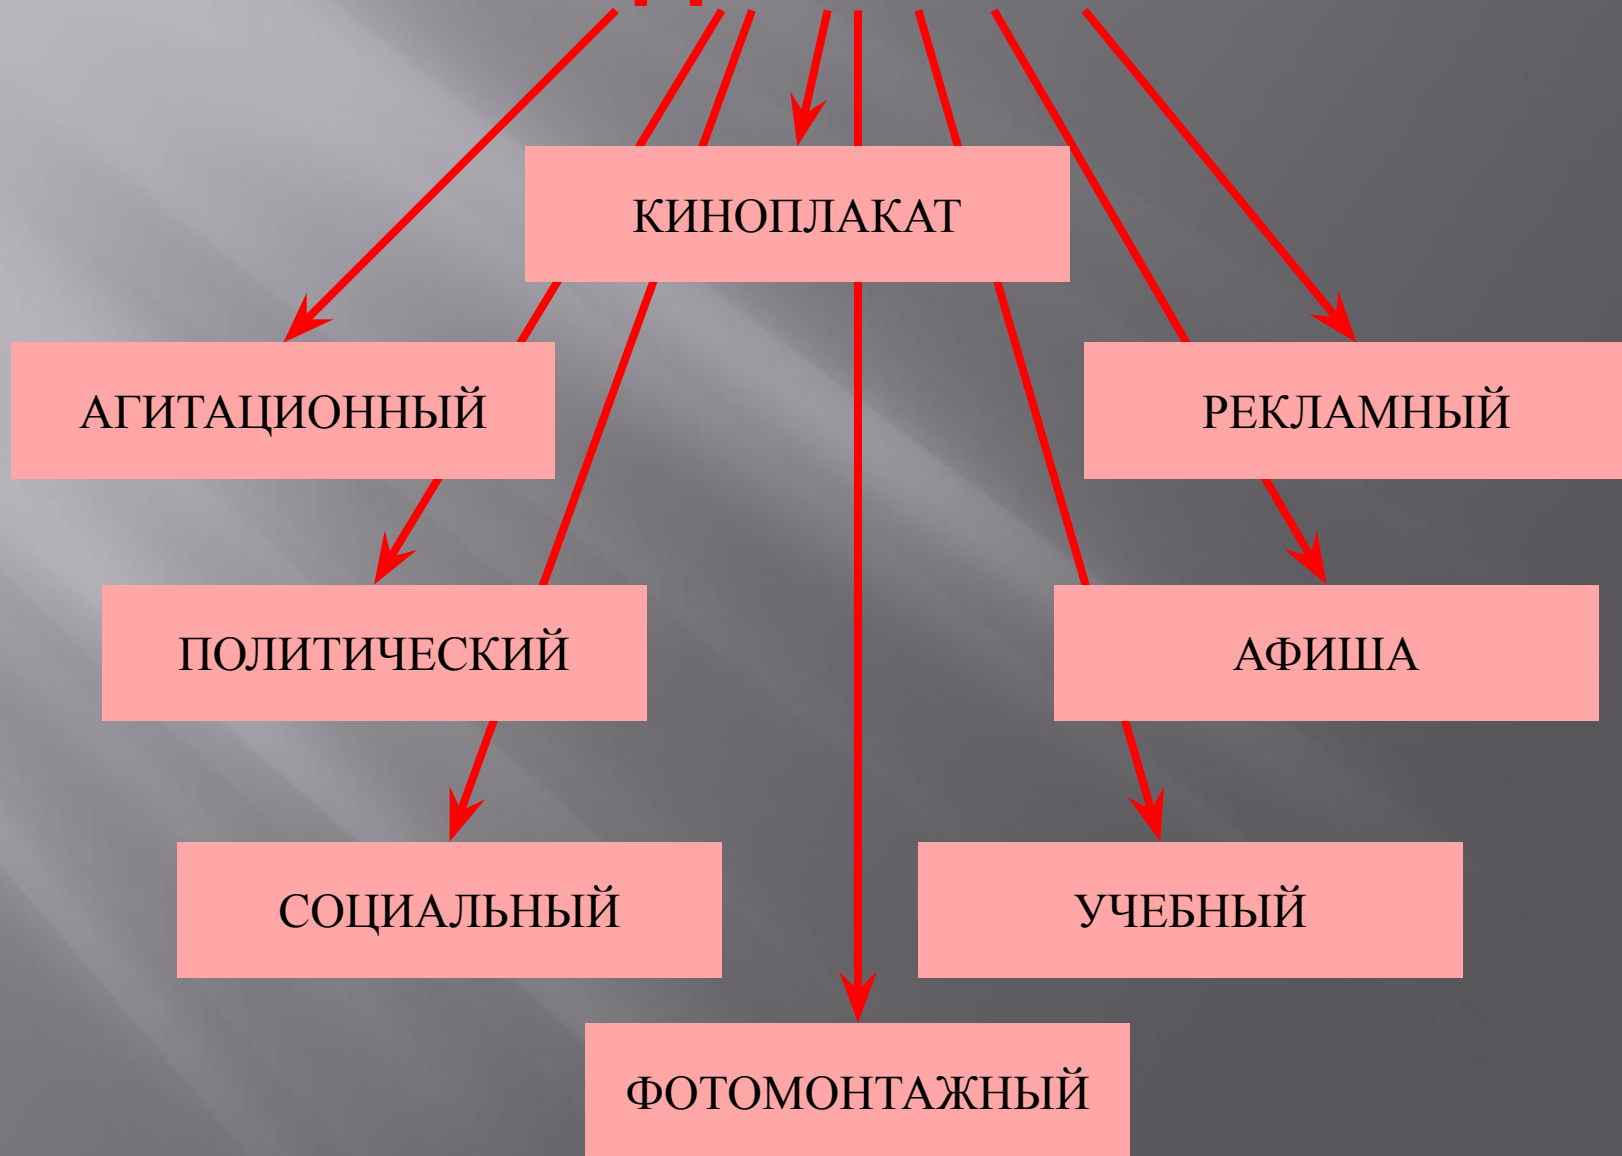 КИНОПЛАКАТ
АГИТАЦИОННЫЙ
РЕКЛАМНЫЙ
ПОЛИТИЧЕСКИЙ
АФИША
СОЦИАЛЬНЫЙ
УЧЕБНЫЙ
ФОТОМОНТАЖНЫЙ